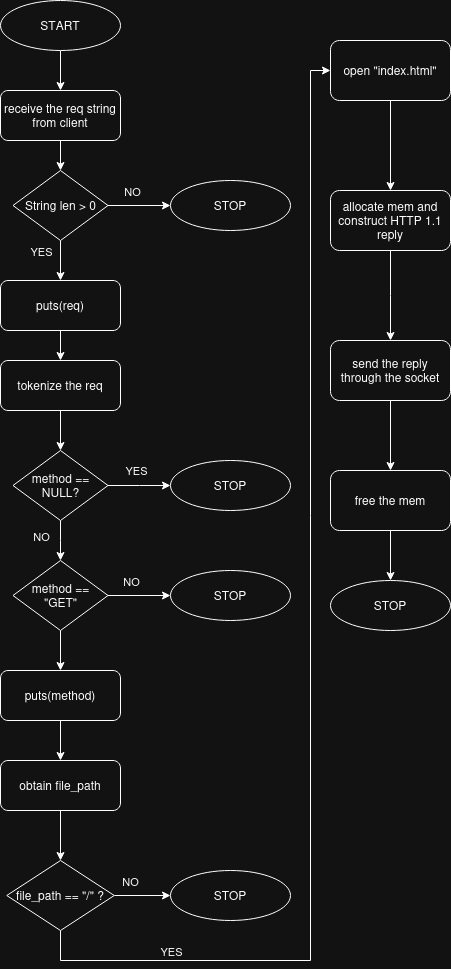 START
receive the req string
from client
String len > 0
NO
STOP
YES
puts(req)
tokenize the req
method ==
NULL?
YES
STOP
NO
method ==
"GET"
NO
STOP
puts(method)
obtain file_path
file_path == "/" ?
NO
STOP
YES
open "index.html"
allocate mem and
construct HTTP 1.1
reply
send the reply
through the socket
free the mem
STOP